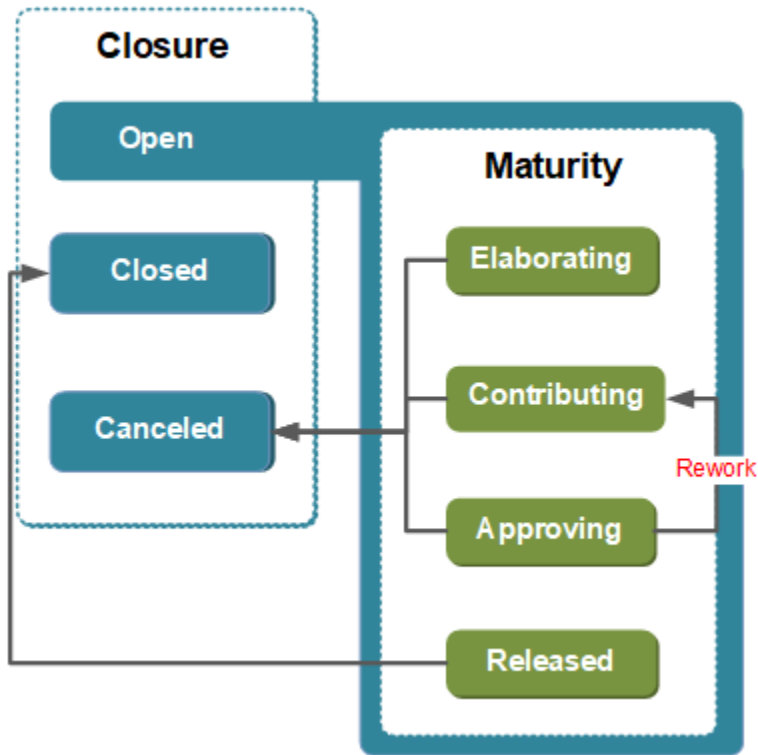 Closure
Open
Closed
Canceled
Maturity
Elaborating
Contributing
Rework
Approving
Released